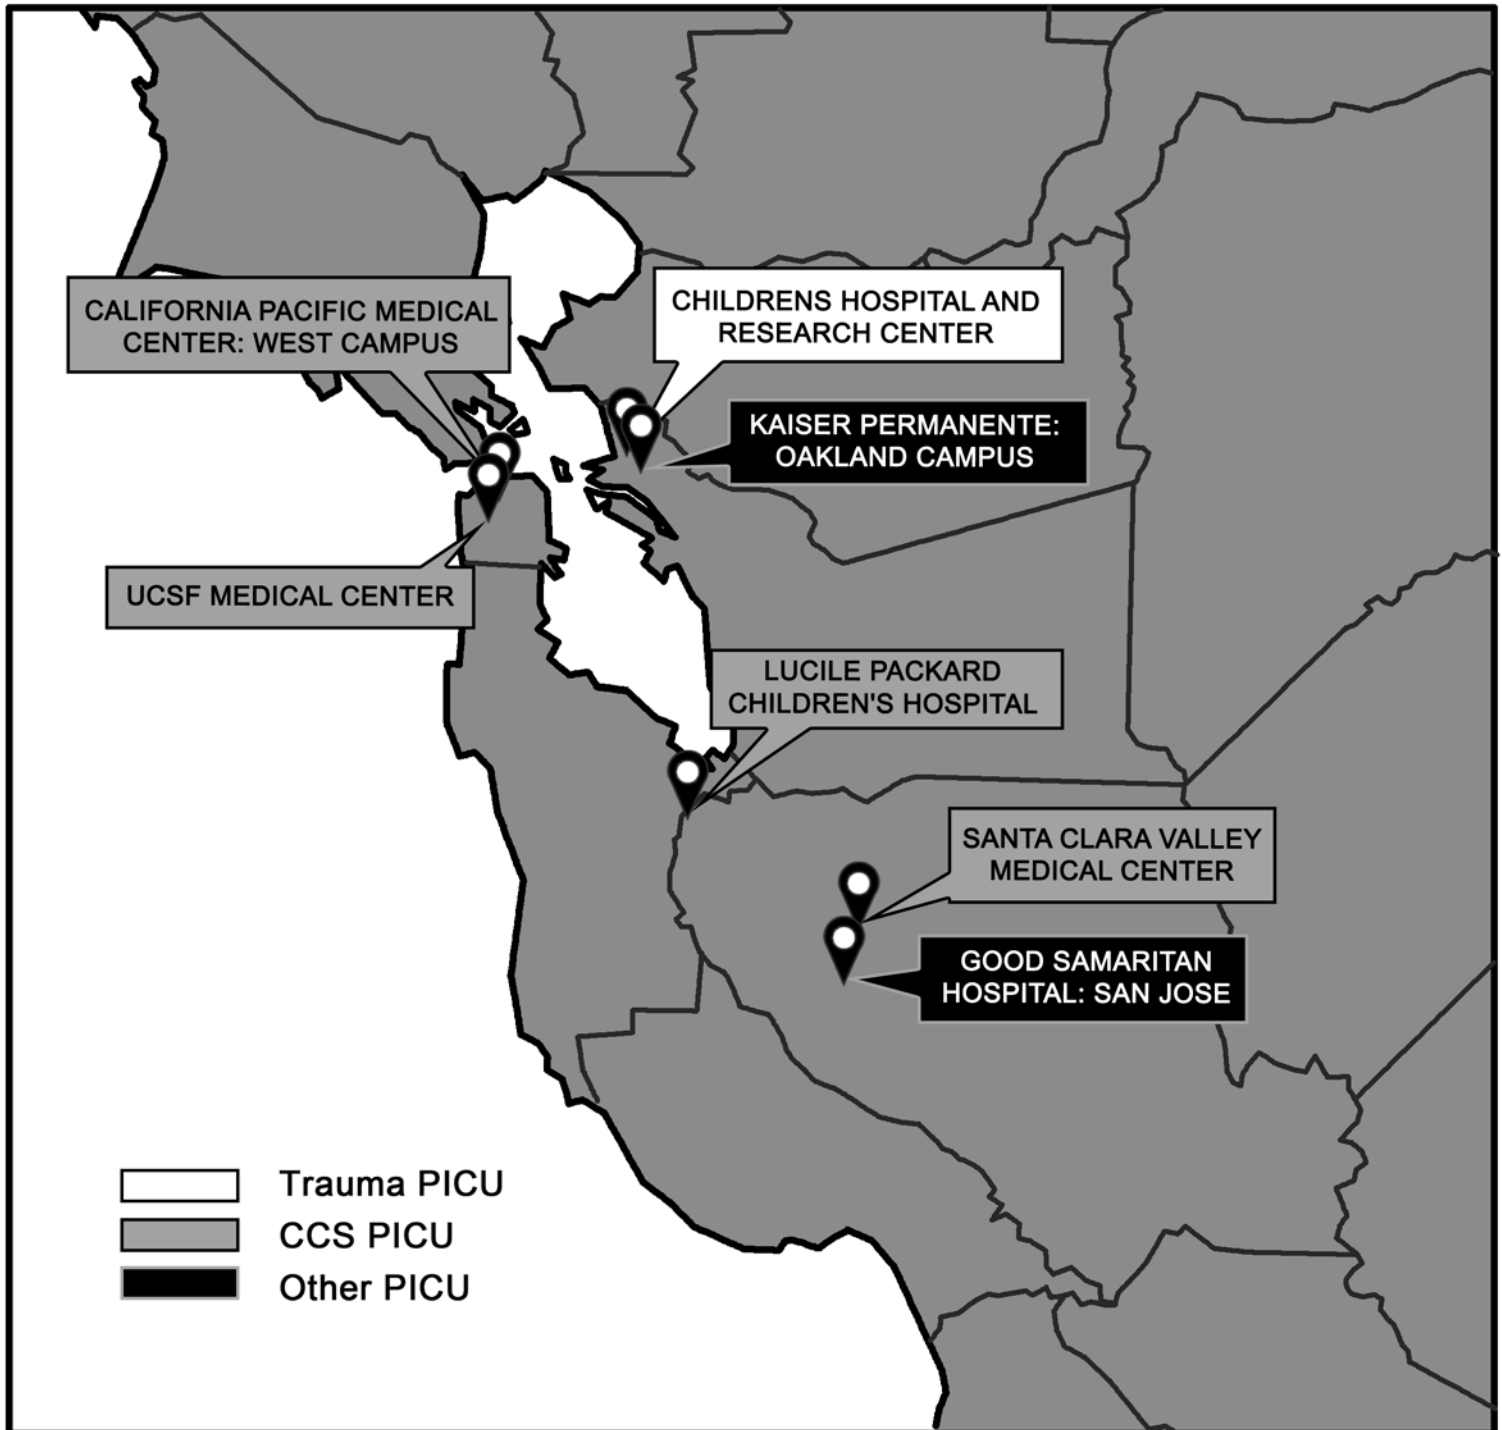 CALIFORNIA PACIFIC MEDICAL
CENTER: WEST CAMPUS
CHILDRENS HOSPITAL AND
RESEARCH CENTER
KAISER PERMANENTE:
OAKLAND CAMPUS
UCSF MEDICAL CENTER
LUCILE PACKARD
CHILDREN'S HOSPITAL
SANTA CLARA VALLEY
MEDICAL CENTER
GOOD SAMARITAN
HOSPITAL: SAN JOSE
Trauma PICU
CCS PICU
Other PICU